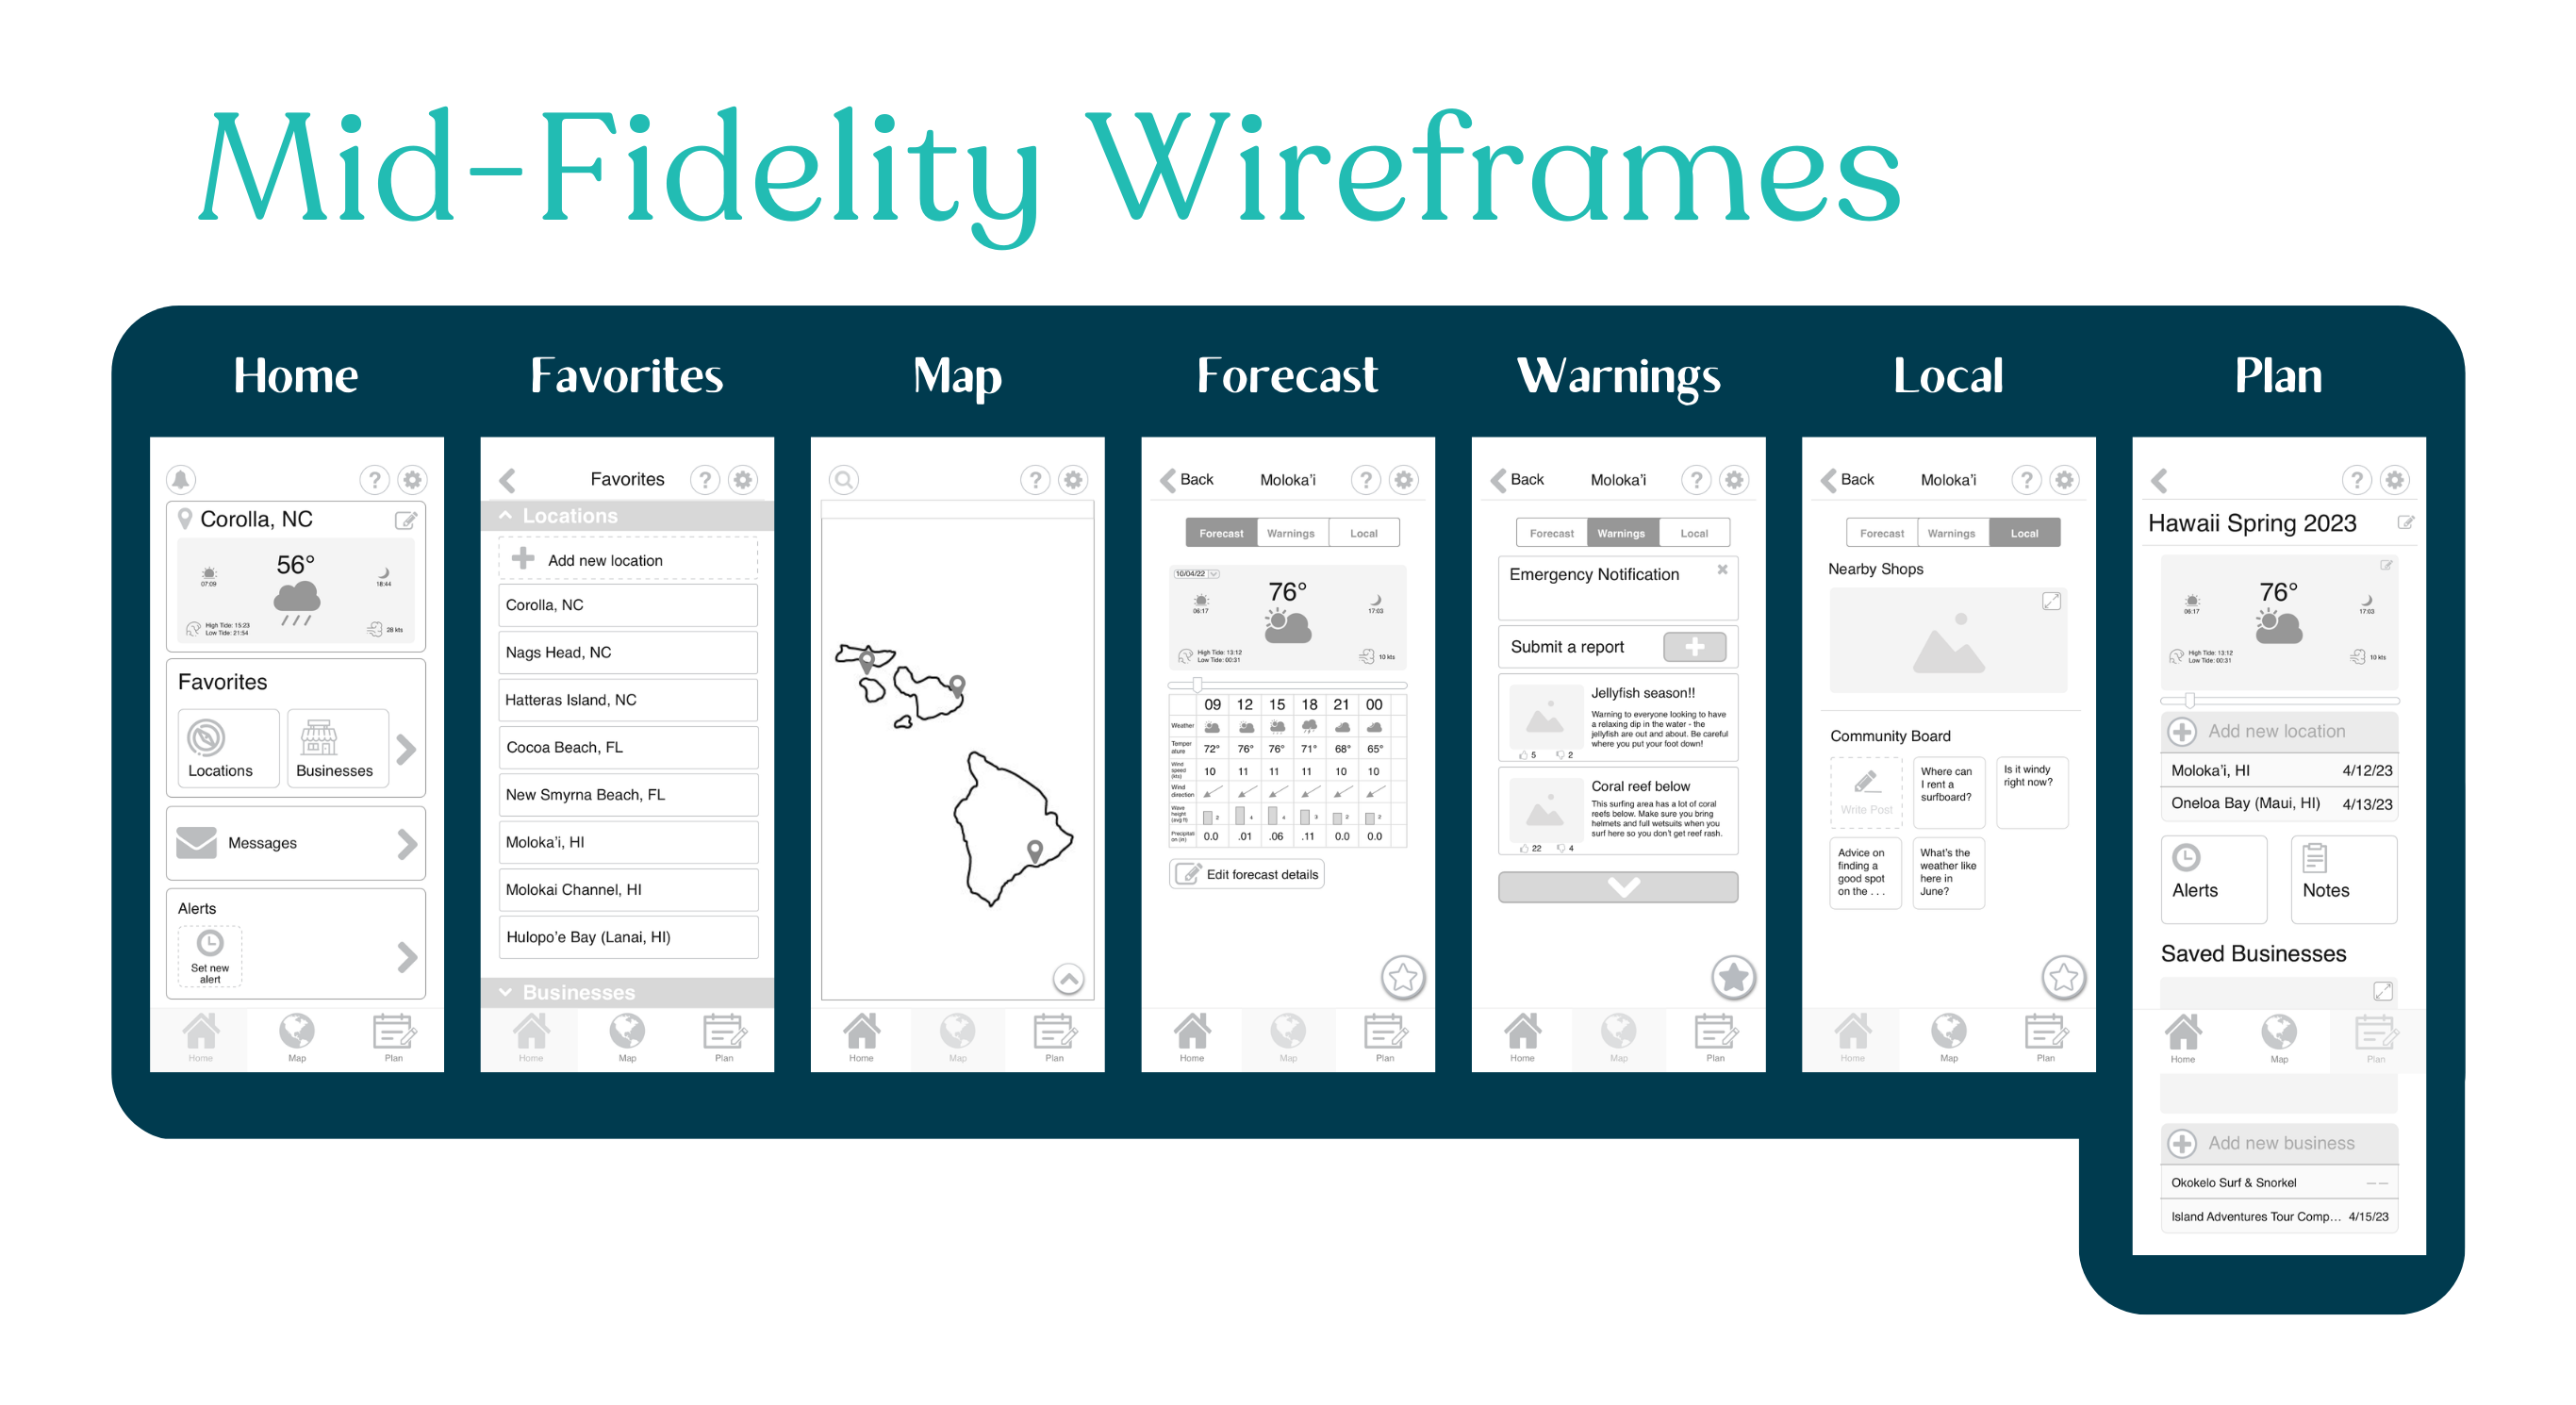 Mid-Fidelity Wireframes
Home
Favorites
Map
Forecast
Warnings
Local
Plan
?
Corolla, NC
56°
07:09
18:44
High Tide: 15:23
Low Tide: 21:54
28 kts
Favorites
Locations
Businesses
Messages
Alerts
Set new
alert
Home
Map
Plan
Favorites
?
Locations
Add new location
Corolla, NC
Nags Head, NC
Hatteras Island, NC
Cocoa Beach, FL
New Smyrna Beach, FL
Moloka'i, HI
Molokai Channel, HI
Hulopo'e Bay (Lanai, HI)
Businesses
Home
Map
Plan
?
Home
Map
Plan
Back
Moloka'i
?
Forecast
Warnings
Local
10/04/22
76°
06:17
17:03
High Tide: 13:12
Low Tide: 00:31
10 kts
09 12 15 18 21 00
Weather
Temper
ature
72° 76° 76° 71° 68° 65°
Wind
speed
(kts)
10 11 11 11 10 10
Wind
direction
Wave
height
(avg ft)
2 4 4 3 2 2
Precipitati
on (in)
0.0 .01 .06 .11 0.0 0.0
Edit forecast details
Home
Map
Plan
Back
Moloka'i
?
Forecast
Warnings
Local
Emergency Notification
Submit a report
Jellyfish season!!
Warning to everyone looking to have
a relaxing dip in the water - the
jellyfish are out and about. Be careful
where you put your foot down!
5
2
Coral reef below
This surfing area has a lot of coral
reefs below. Make sure you bring
helmets and full wetsuits when you
surf here so you don't get reef rash.
22
4
Home
Map
Plan
Back
Moloka'i
?
Forecast
Warnings
Local
Nearby Shops
Community Board
Write Post
Where can
I rent a
surfboard?
Is it windy
right now?
Advice on
finding a
good spot
on the . . .
What's the
weather like
here in
June?
Home
Map
Plan
?
Hawaii Spring 2023
76°
06:17
17:03
High Tide: 13:12
Low Tide: 00:31
10 kts
Add new location
Moloka'i, HI 4/12/23
Oneloa Bay (Maui, HI) 4/13/23
Alerts
Notes
Saved Businesses
Home
Map
Plan
Add new business
Okokelo Surf & Snorkel – –
Island Adventures Tour Comp... 4/15/23